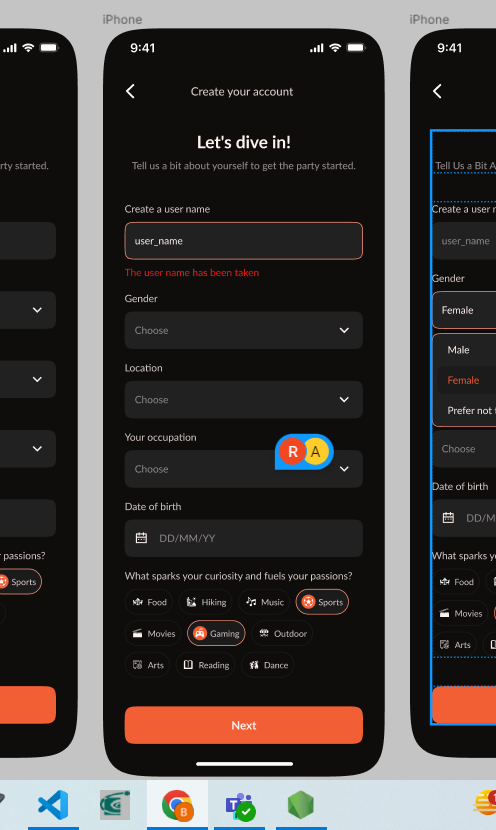 iPhone
iPhone
9:41
9:41
Create your account
Let's dive in!
rty started.
Tell us a bit about yourself to get the party started.
Tell Us a Bit A
Create a user name
Create a user n
user_name
user_name
The user name has been taken
Gender
Gender
Choose
Female
Male
Female
Prefer not t
Location
Choose
Your occupation
Choose
R A
Choose
Date of birth
Date of birth
DD/MM/YY
DD/M
passions?
What sparks your curiosity and fuels your passions?
What sparks yo
Sports
Food Hiking Music Sports
Food
Movies Gaming Outdoor
Movies
Arts Reading Dance
Arts
Next
B
T